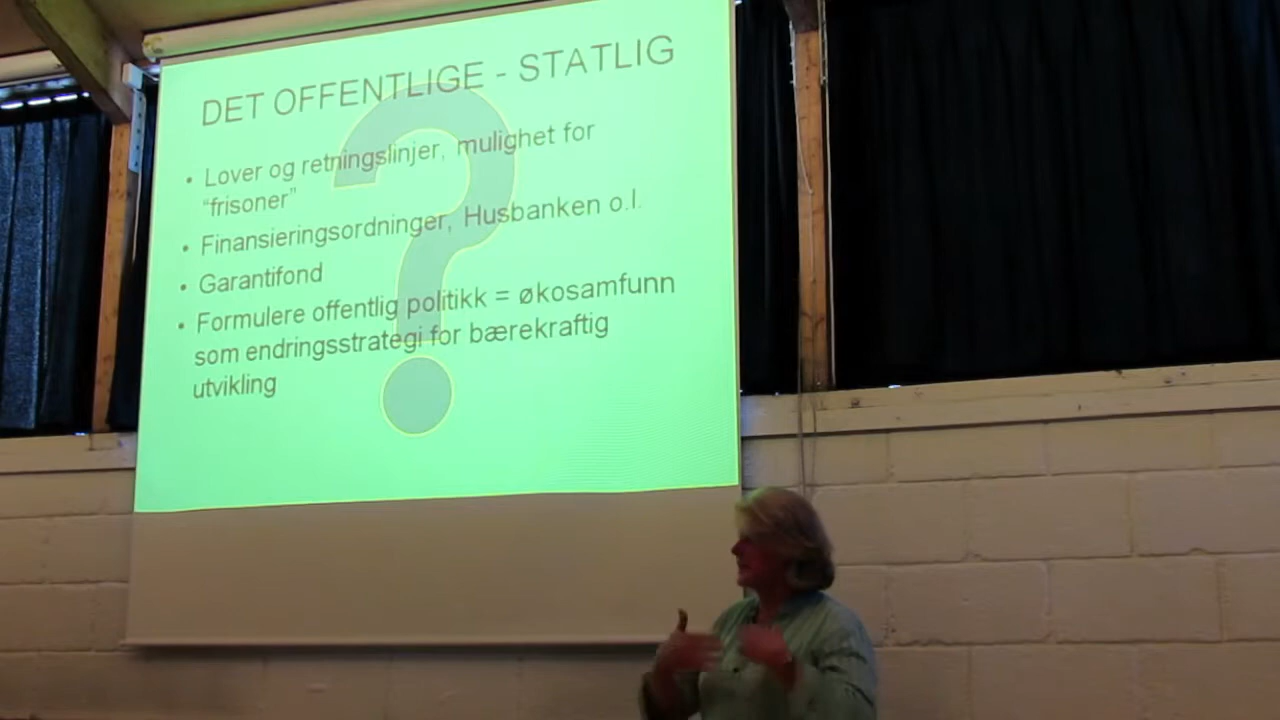 DET OFFENTLIGE - STATLIG
• Lover og retningslinjer, mulighet for
“frisoner”
• Finansieringsordninger, Husbanken o.l.
• Garantifond
• Formulere offentlig politikk = økosamfunn
som endringsstrategi for bærekraftig
utvikling